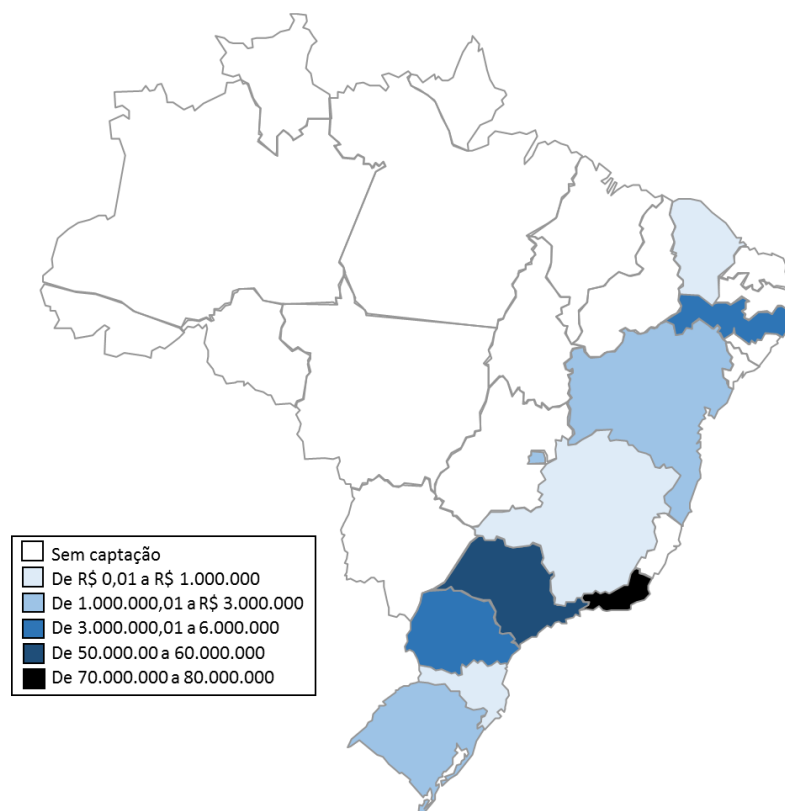 Sem captação
De R$ 0,01 a R$ 1.000.000
De 1.000.000,01 a R$ 3.000.000
De 3.000.000,01 a 6.000.000
De 50.000.00 a 60.000.000
De 70.000.000 a 80.000.000